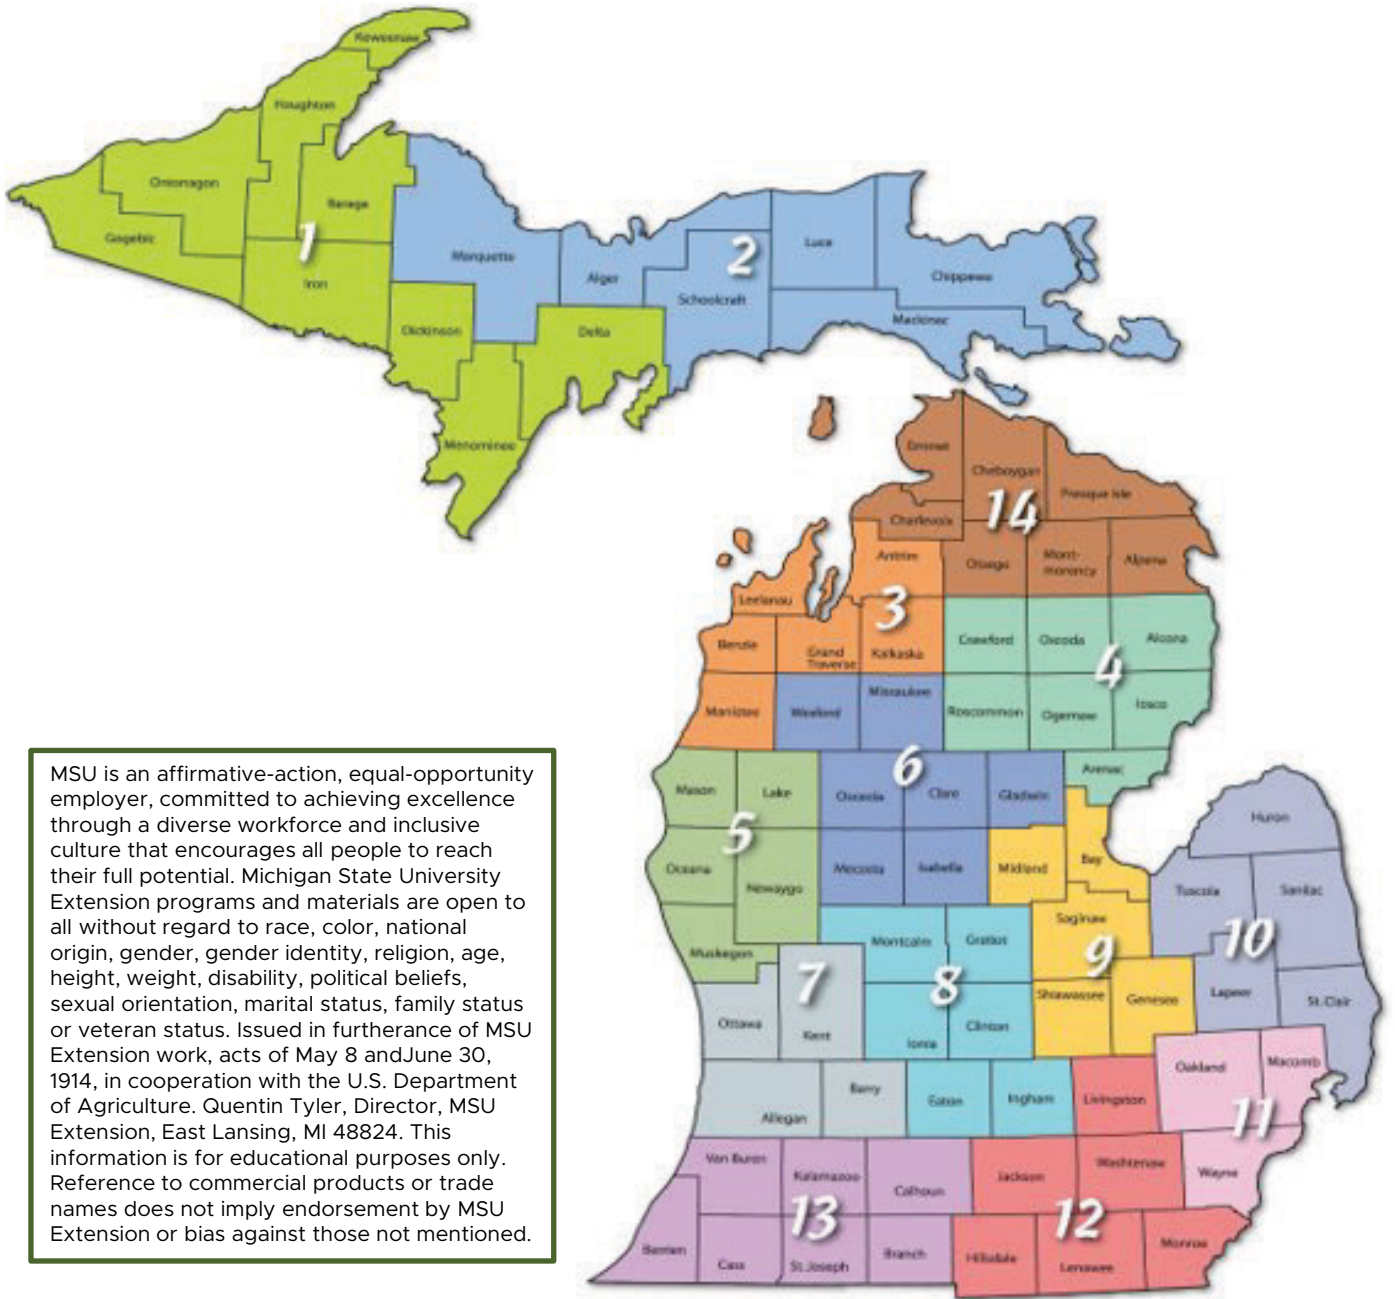 Keweenaw
Houghton
Ontonagon
Baraga
Gogebic
1
Iron
Marquette
Alger
2
Luce
Chippewa
Schoolcraft
Mackinac
Dickinson
Delta
Menominee
Emmet
Cheboygan
Presque Isle
14
Charlevoix
Antrim
Otsego
Mont-
morency
Alpena
Leelanau
3
Benzie
Grand
Traverse
Kalkaska
Crawford
Oscoda
Alcona
4
Manistee
Wexford
Missaukee
Roscommon
Ogemaw
Iosco
6
Arenac
Mason
Lake
Osceola
Clare
Gladwin
5
Huron
Oceana
Newaygo
Mecosta
Isabella
Midland
Bay
Tuscola
Sanilac
Muskegon
Montcalm
Gratiot
Saginaw
10
7
8
9
Ottawa
Kent
Ionia
Clinton
Shiawassee
Genesee
Lapeer
St. Clair
Allegan
Barry
Eaton
Ingham
Livingston
Oakland
Macomb
11
Van Buren
Kalamazoo
Calhoun
Jackson
Washtenaw
Wayne
13
12
Berrien
Cass
St. Joseph
Branch
Hillsdale
Lenawee
Monroe
MSU is an affirmative-action, equal-opportunity
employer, committed to achieving excellence
through a diverse workforce and inclusive
culture that encourages all people to reach
their full potential. Michigan State University
Extension programs and materials are open to
all without regard to race, color, national
origin, gender, gender identity, religion, age,
height, weight, disability, political beliefs,
sexual orientation, marital status, family status
or veteran status. Issued in furtherance of MSU
Extension work, acts of May 8 andJune 30,
1914, in cooperation with the U.S. Department
of Agriculture. Quentin Tyler, Director, MSU
Extension, East Lansing, MI 48824. This
information is for educational purposes only.
Reference to commercial products or trade
names does not imply endorsement by MSU
Extension or bias against those not mentioned.